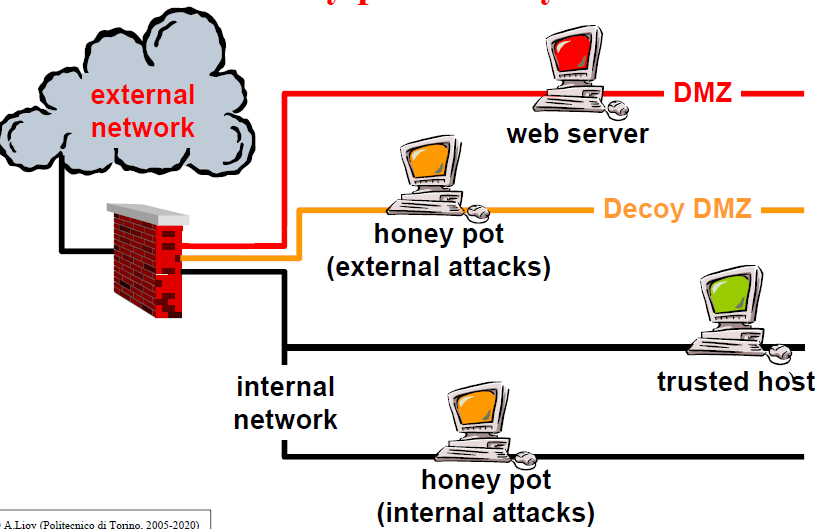 external
network
DMZ
web server
Decoy DMZ
honey pot
(external attacks)
trusted host
internal
network
honey pot
(internal attacks)
A.Lioy (Politecnico di Torino, 2005-2020)